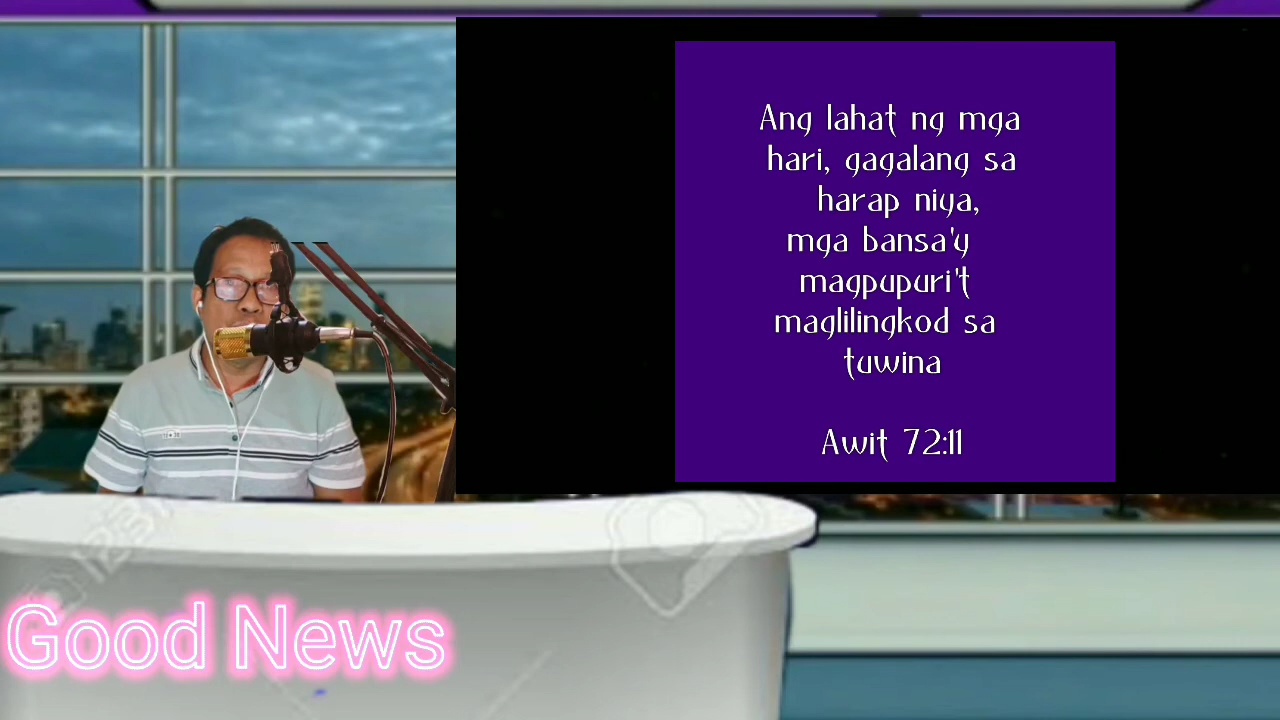 Ang lahat ng mga
hari, gagalang sa
harap niya,
mga bansa'y
magpupuri't
maglilingkod sa
tuwina
Awit 72:11
123RF
Good News